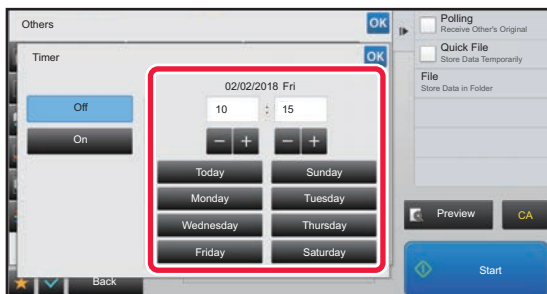 Others
OK
Timer
OK
02/02/2018 Fri
Off
10 : 15
On
− +
− +
Today
Sunday
Monday
Tuesday
Wednesday
Thursday
Friday
Saturday
Back
Polling
Receive Other's Original
Quick File
Store Data Temporarily
File
Store Data in Folder
Preview
CA
Start